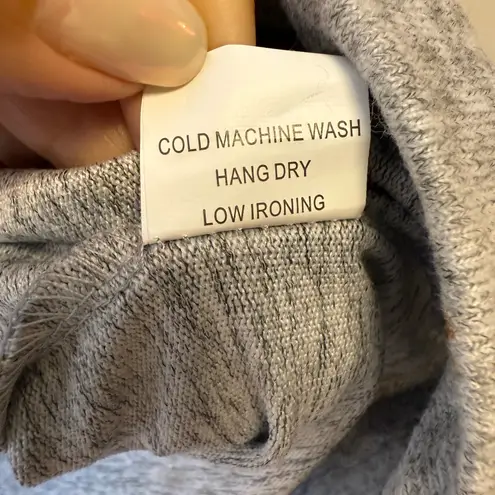 COLD MACHINE WASH
HANG DRY
LOW IRONING